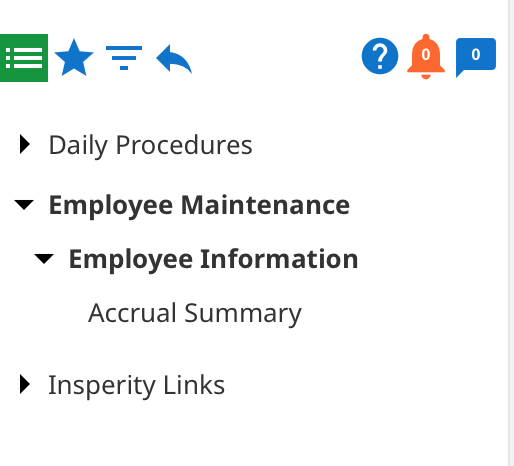 ?
0
0
Daily Procedures
Employee Maintenance
Employee Information
Accrual Summary
Insperity Links